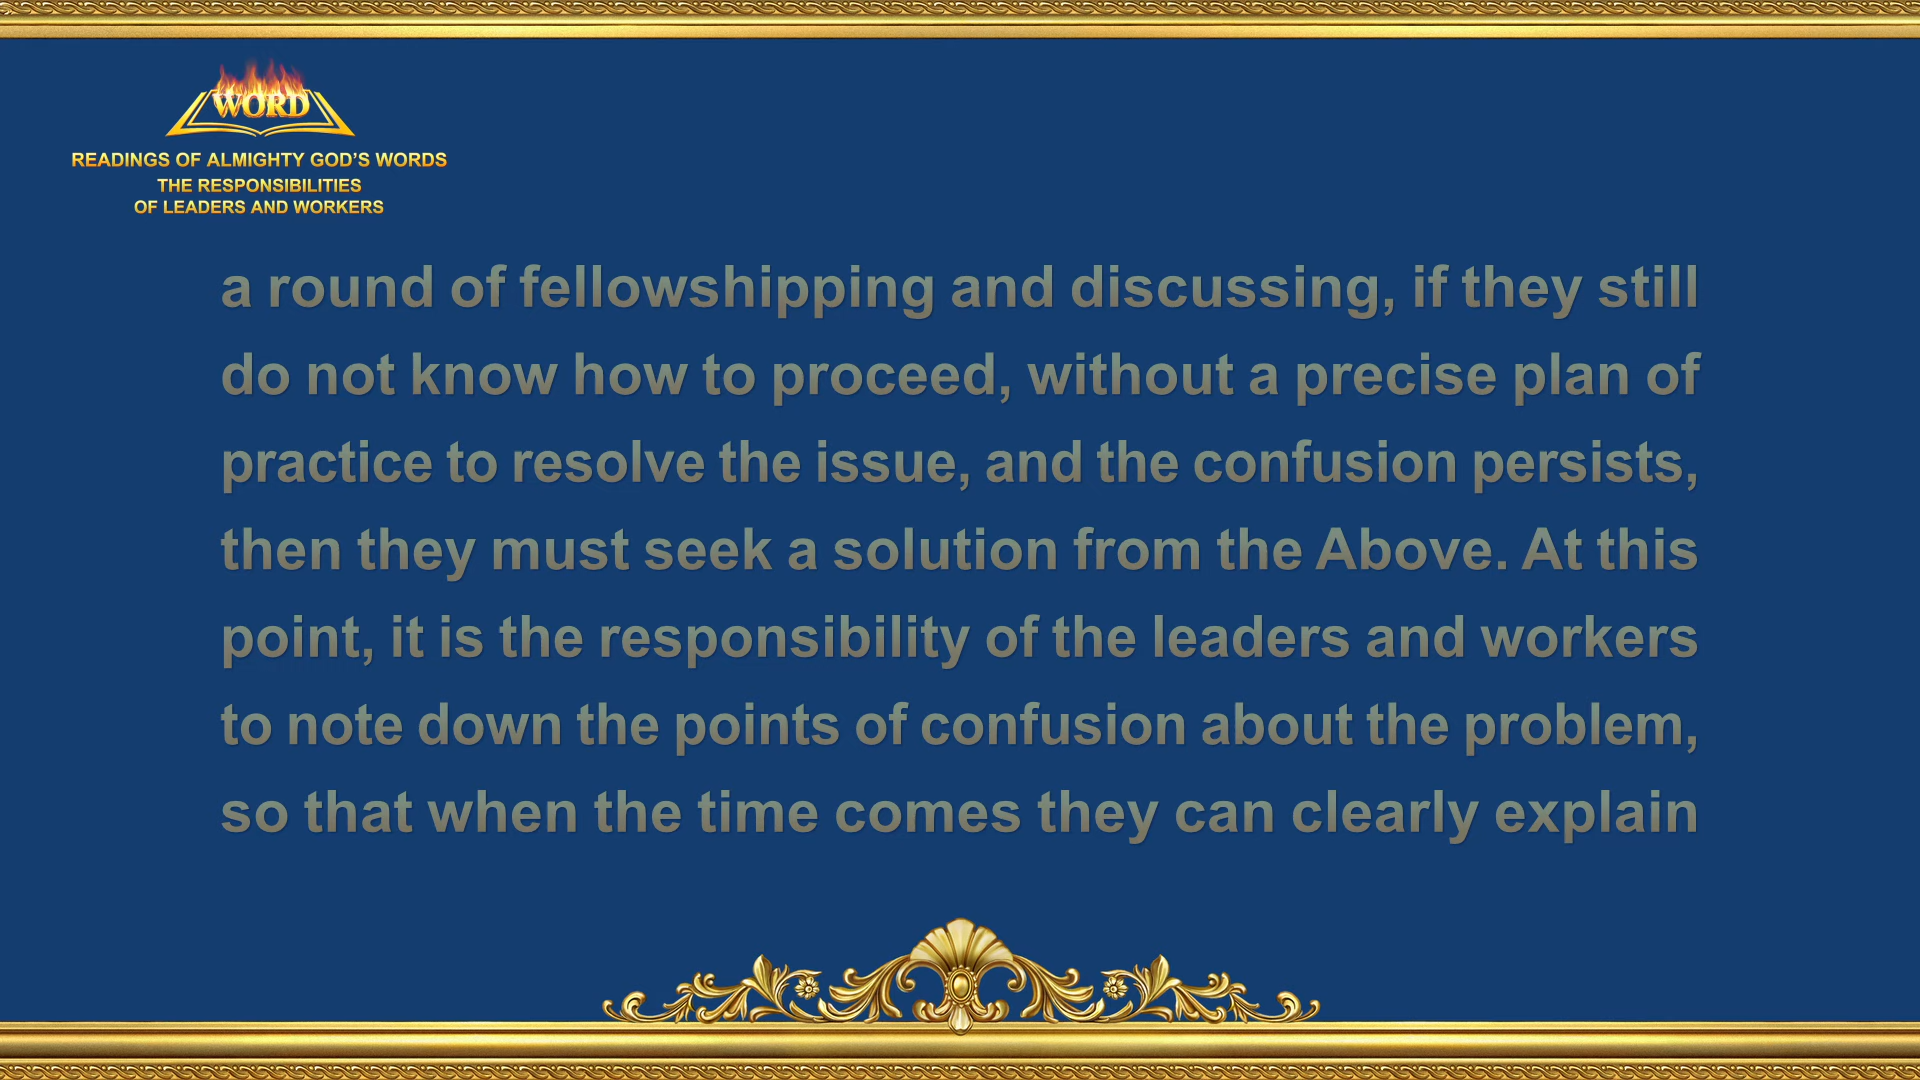 WORD
READINGS OF ALMIGHTY GOD’S WORDS
THE RESPONSIBILITIES
OF LEADERS AND WORKERS
a round of fellowshipping and discussing, if they still
do not know how to proceed, without a precise plan of
practice to resolve the issue, and the confusion persists,
then they must seek a solution from the Above. At this
point, it is the responsibility of the leaders and workers
to note down the points of confusion about the problem,
so that when the time comes they can clearly explain